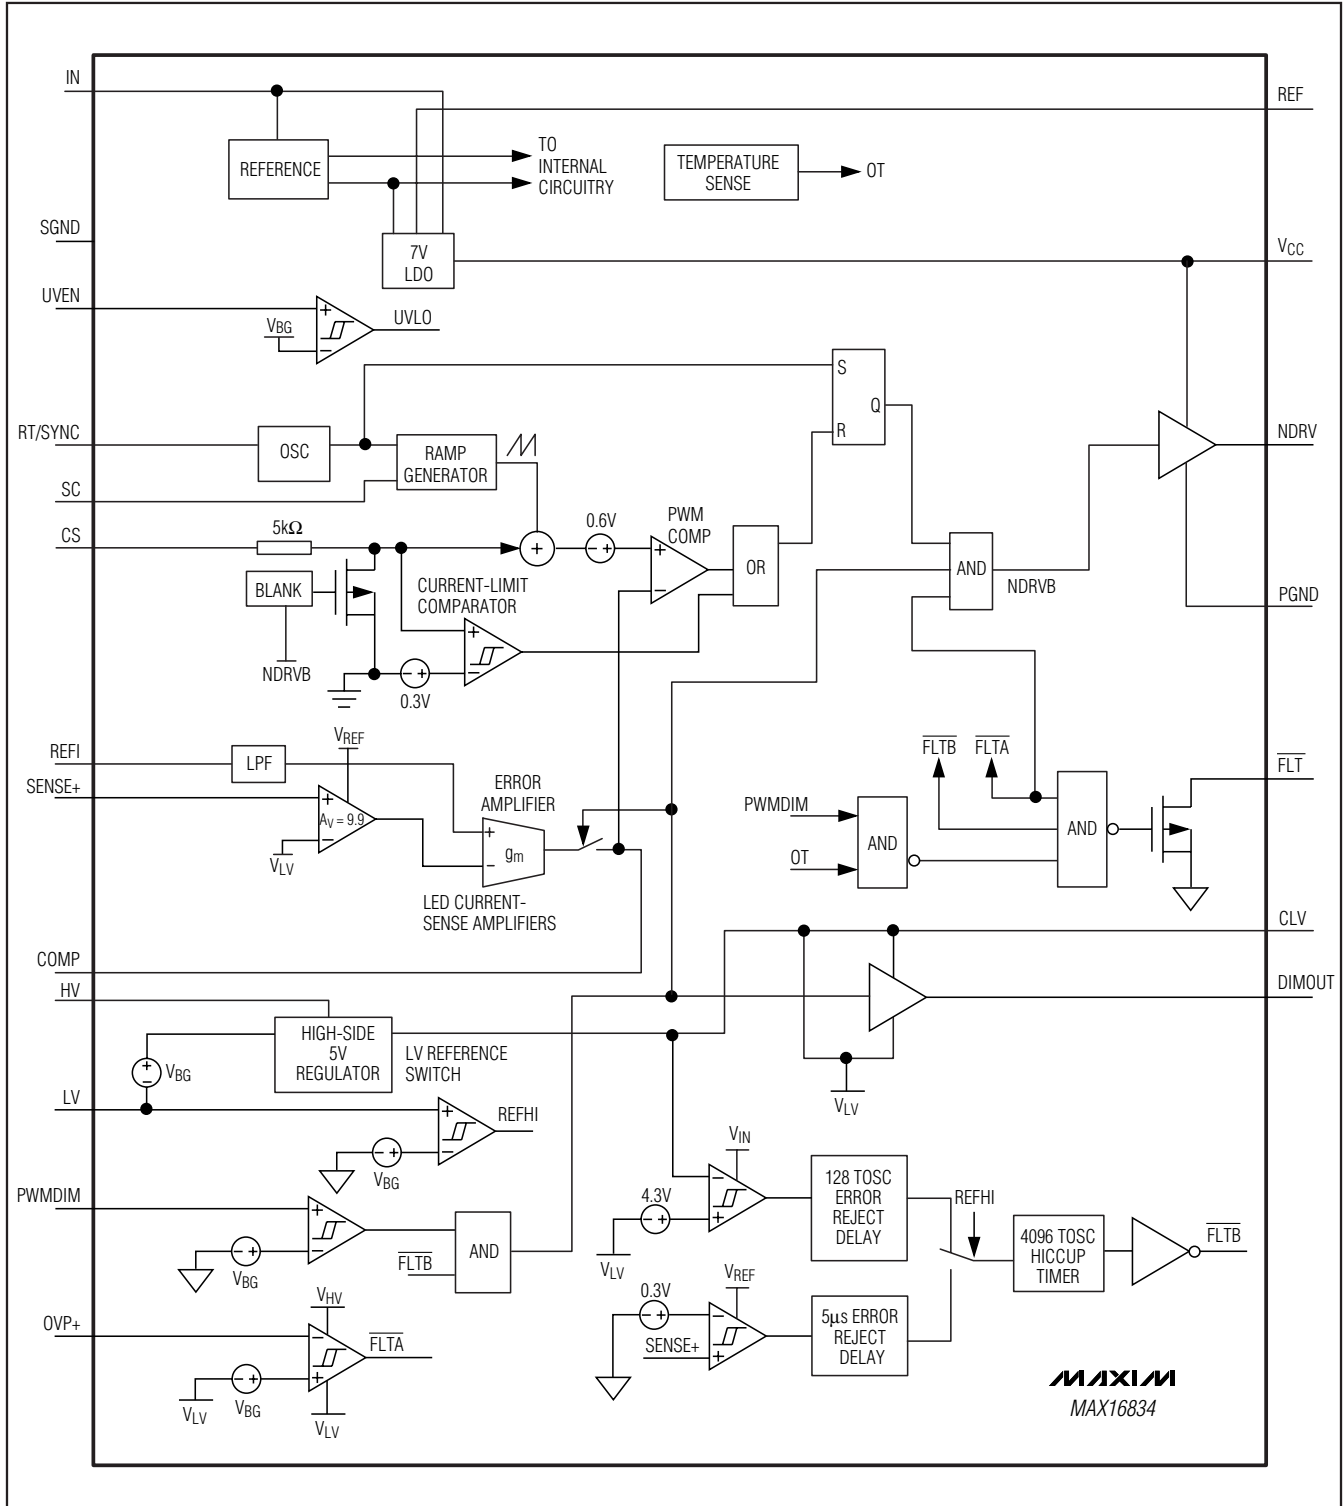 IN
REF
REFERENCE
TO
INTERNAL
CIRCUITRY
TEMPERATURE
SENSE
OT
SGND
7V
LDO
VCC
UVEN
VBG
+
−
UVLO
S
Q
R
RT/SYNC
OSC
RAMP
GENERATOR
NDRV
SC
CS
5kΩ
+
0.6V
− +
PWM
COMP
+
−
OR
AND
NDRVB
BLANK
CURRENT-LIMIT
COMPARATOR
+
−
PGND
NDRVB
− +
0.3V
REFI
LPF
VREF
SENSE+
+
AV = 9.9
−
VLV
ERROR
AMPLIFIER
+
gm
−
LED CURRENT-
SENSE AMPLIFIERS
FLTB
FLTA
FLT
PWMDIM
AND
OT
AND
CLV
COMP
HV
DIMOUT
HIGH-SIDE
5V
REGULATOR
LV REFERENCE
SWITCH
+
−
VBG
VLV
LV
+
−
REFHI
− +
VBG
PWMDIM
+
−
− +
VBG
AND
FLTB
VIN
4.3V
− +
−
+
VLV
128 TOSC
ERROR
REJECT
DELAY
REFHI
4096 TOSC
HICCUP
TIMER
FLTB
VREF
0.3V
− +
−
+
SENSE+
5µs ERROR
REJECT
DELAY
OVP+
VHV
−
+
FLTA
− +
VLV
VBG
VLV
MAXIM
MAX16834